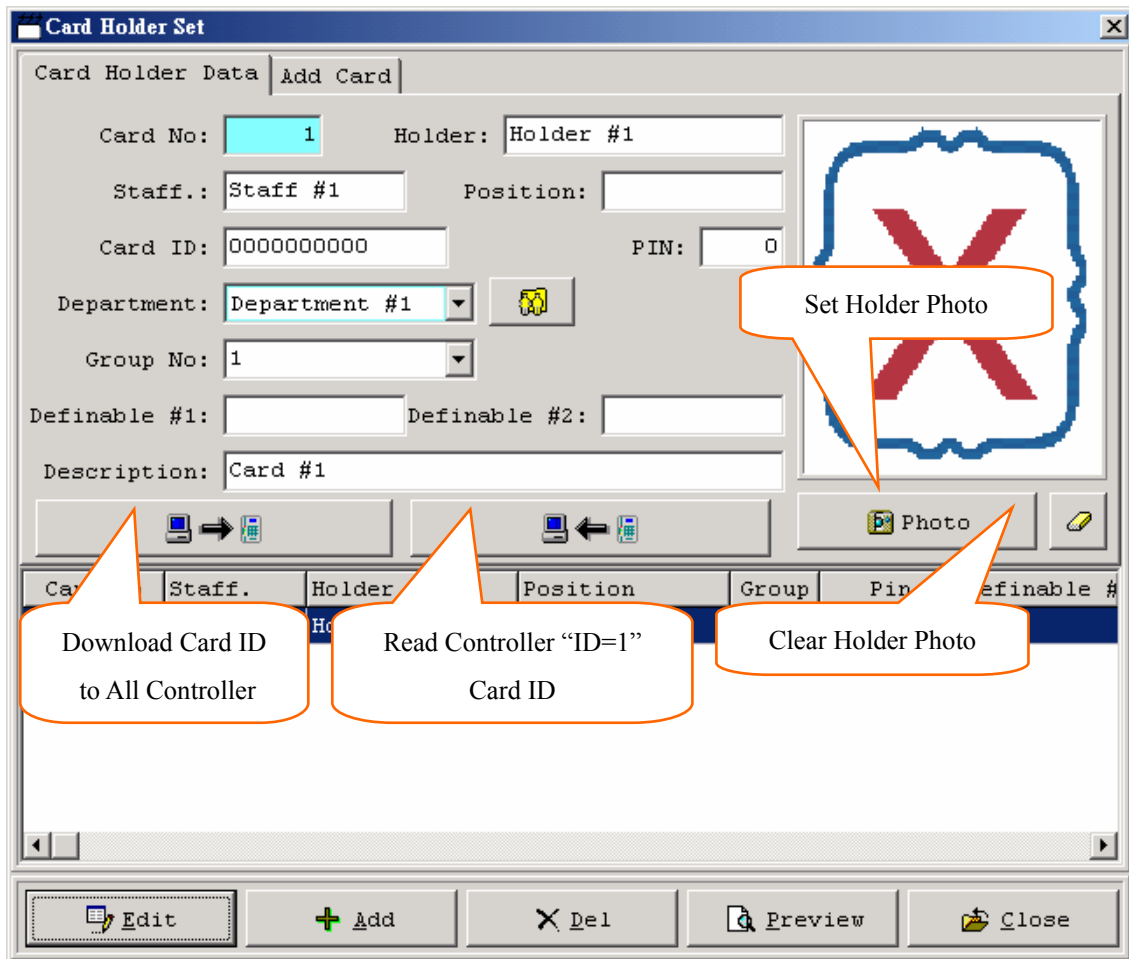 Card Holder Set
Card Holder Data Add Card
Card No: 1 Holder: Holder #1
Staff.: Staff #1 Position:
Card ID: 0000000000 PIN: 0
Department: Department #1
Set Holder Photo
Group No: 1
Definable #1: Definable #2:
Description: Card #1
Photo
Staff. Holder Position Group
Download Card ID
to All Controller
Read Controller “ID=1”
Card ID
Clear Holder Photo
Edit Add Del Preview Close